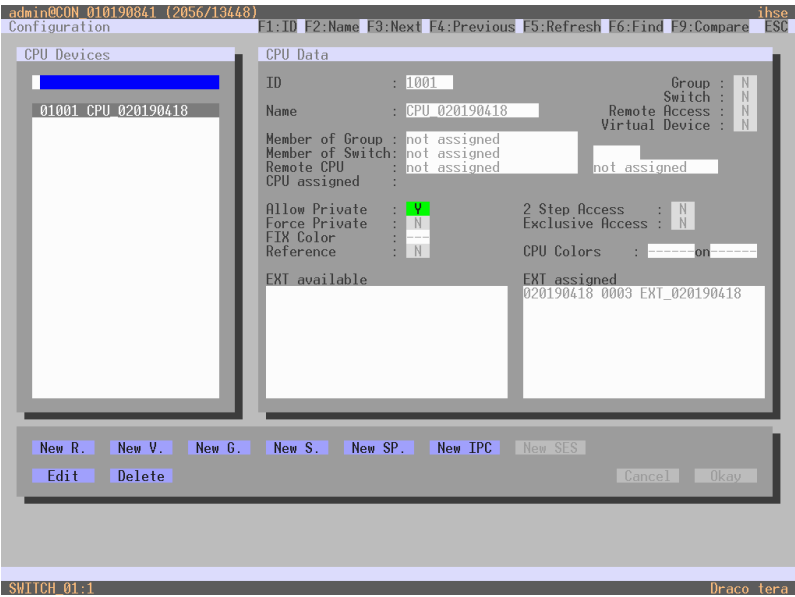 admin@CON_010190841 (2056/13448) ihse
Configuration F1:ID F2:Name F3:Next F4:Previous F5:Refresh F6:Find F9:Compare ESC
CPU Devices
01001 CPU_020190418
CPU Data
ID : 1001 Group : N
Switch : N
Name : CPU_020190418 Remote Access : N
Virtual Device : N
Member of Group : not assigned
Member of Switch: not assigned
Remote CPU : not assigned not assigned
CPU assigned :
Allow Private : Y 2 Step Access : N
Force Private : N Exclusive Access : N
FIX Color : ---
Reference : N CPU Colors : ------on------
EXT available EXT assigned
020190418 0003 EXT_020190418
New R. New V. New G. New S. New SP. New IPC New SES
Edit Delete Cancel Okay
SWITCH_01:1 Draco tera